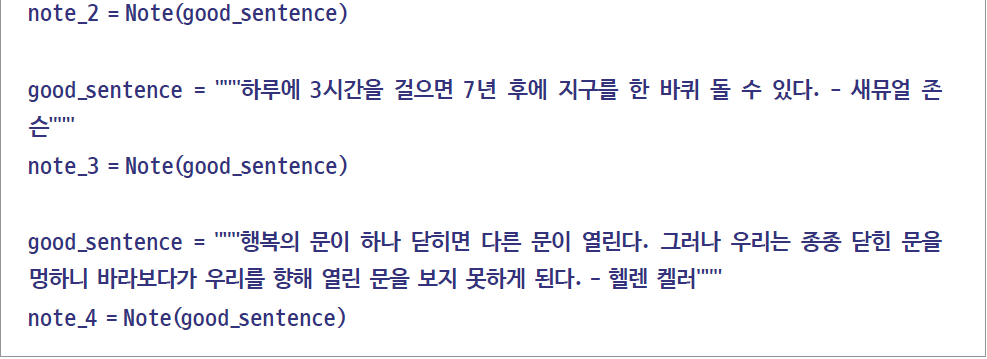 note_2 = Note(good_sentence)
good_sentence = """하루에 3시간을 걸으면 7년 후에 지구를 한 바퀴 돌 수 있다. - 새뮤얼 존
슨"""
note_3 = Note(good_sentence)
good_sentence = """행복의 문이 하나 닫히면 다른 문이 열린다. 그러나 우리는 종종 닫힌 문을
멍하니 바라보다가 우리를 향해 열린 문을 보지 못하게 된다. - 헬렌 켈러"""
note_4 = Note(good_sentence)